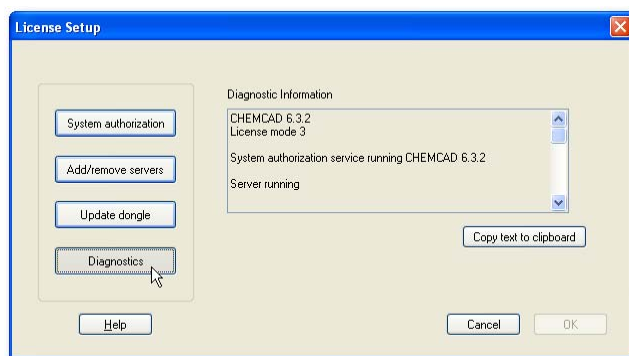 License Setup
System authorization
Add/remove servers
Update dongle
Diagnostics
Help
Diagnostic Information
CHEMCAD 6.3.2
License mode 3
System authorization service running CHEMCAD 6.3.2
Server running
Copy text to clipboard
Cancel
OK